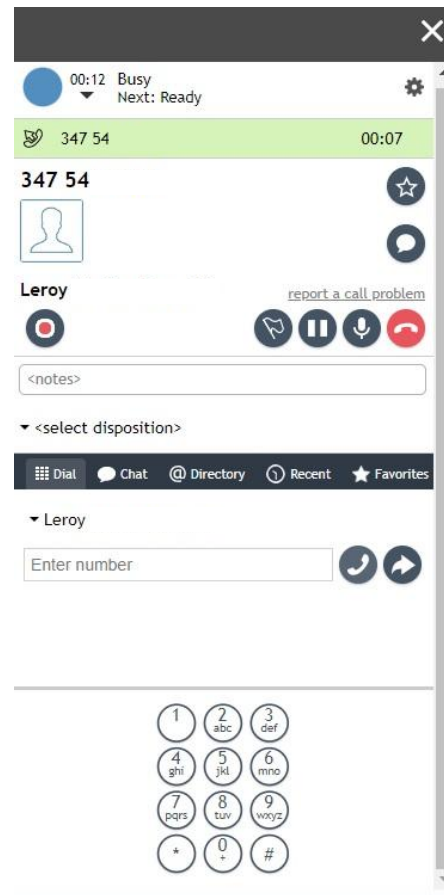 00:12 Busy
Next: Ready
347 54 00:07
347 54
Leroy report a call problem
<notes>
<select disposition>
Dial Chat @ Directory Recent Favorites
Leroy
Enter number
1 2 3
abc def
4 5 6
ghi jkl mno
7 8 9
pqrs tuv wxyz
* 0 #
+